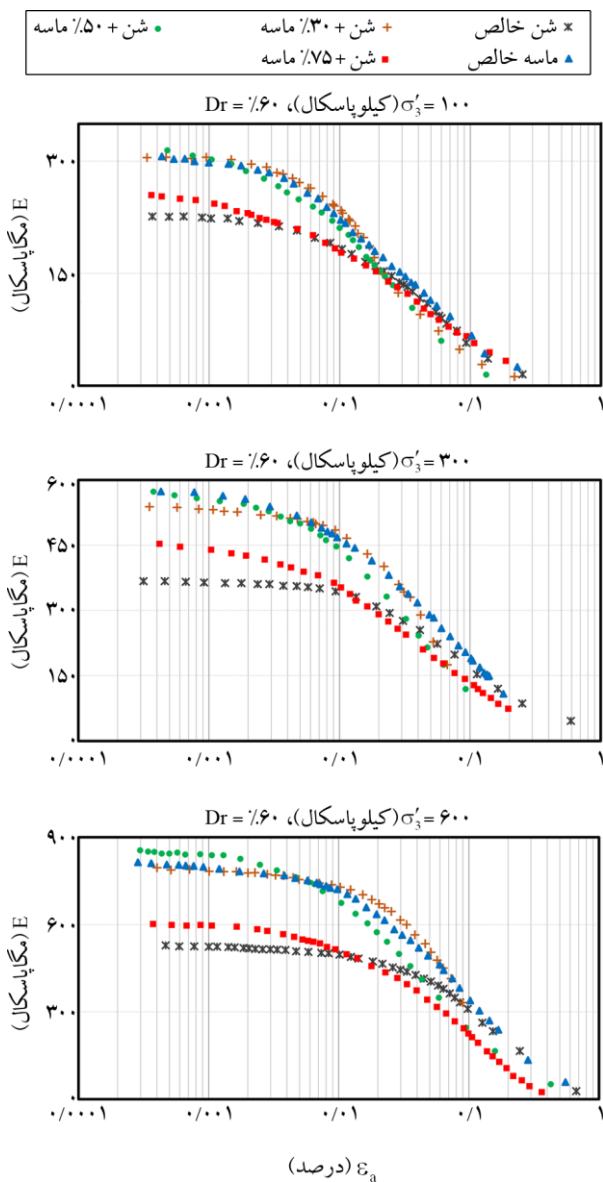 شن خالص
شن + ۳۰٪ ماسه
شن + ۵۰٪ ماسه
ماسه خالص
شن + ۷۵٪ ماسه
Dr = ٪۶۰ ،(کیلوپاسکال) σ′₃ = ۱۰۰
E (مگاپاسکال)
۳۰۰
۱۵۰
۰
۰/۰۰۰۱ ۰/۰۰۱ ۰/۰۱ ۰/۱ ۱
Dr = ٪۶۰ ،(کیلوپاسکال) σ′₃ = ۳۰۰
E (مگاپاسکال)
۶۰۰
۴۵۰
۳۰۰
۱۵۰
۰
۰/۰۰۰۱ ۰/۰۰۱ ۰/۰۱ ۰/۱ ۱
Dr = ٪۶۰ ،(کیلوپاسکال) σ′₃ = ۶۰۰
E (مگاپاسکال)
۹۰۰
۶۰۰
۳۰۰
۰
۰/۰۰۰۱ ۰/۰۰۱ ۰/۰۱ ۰/۱ ۱
εₐ (درصد)